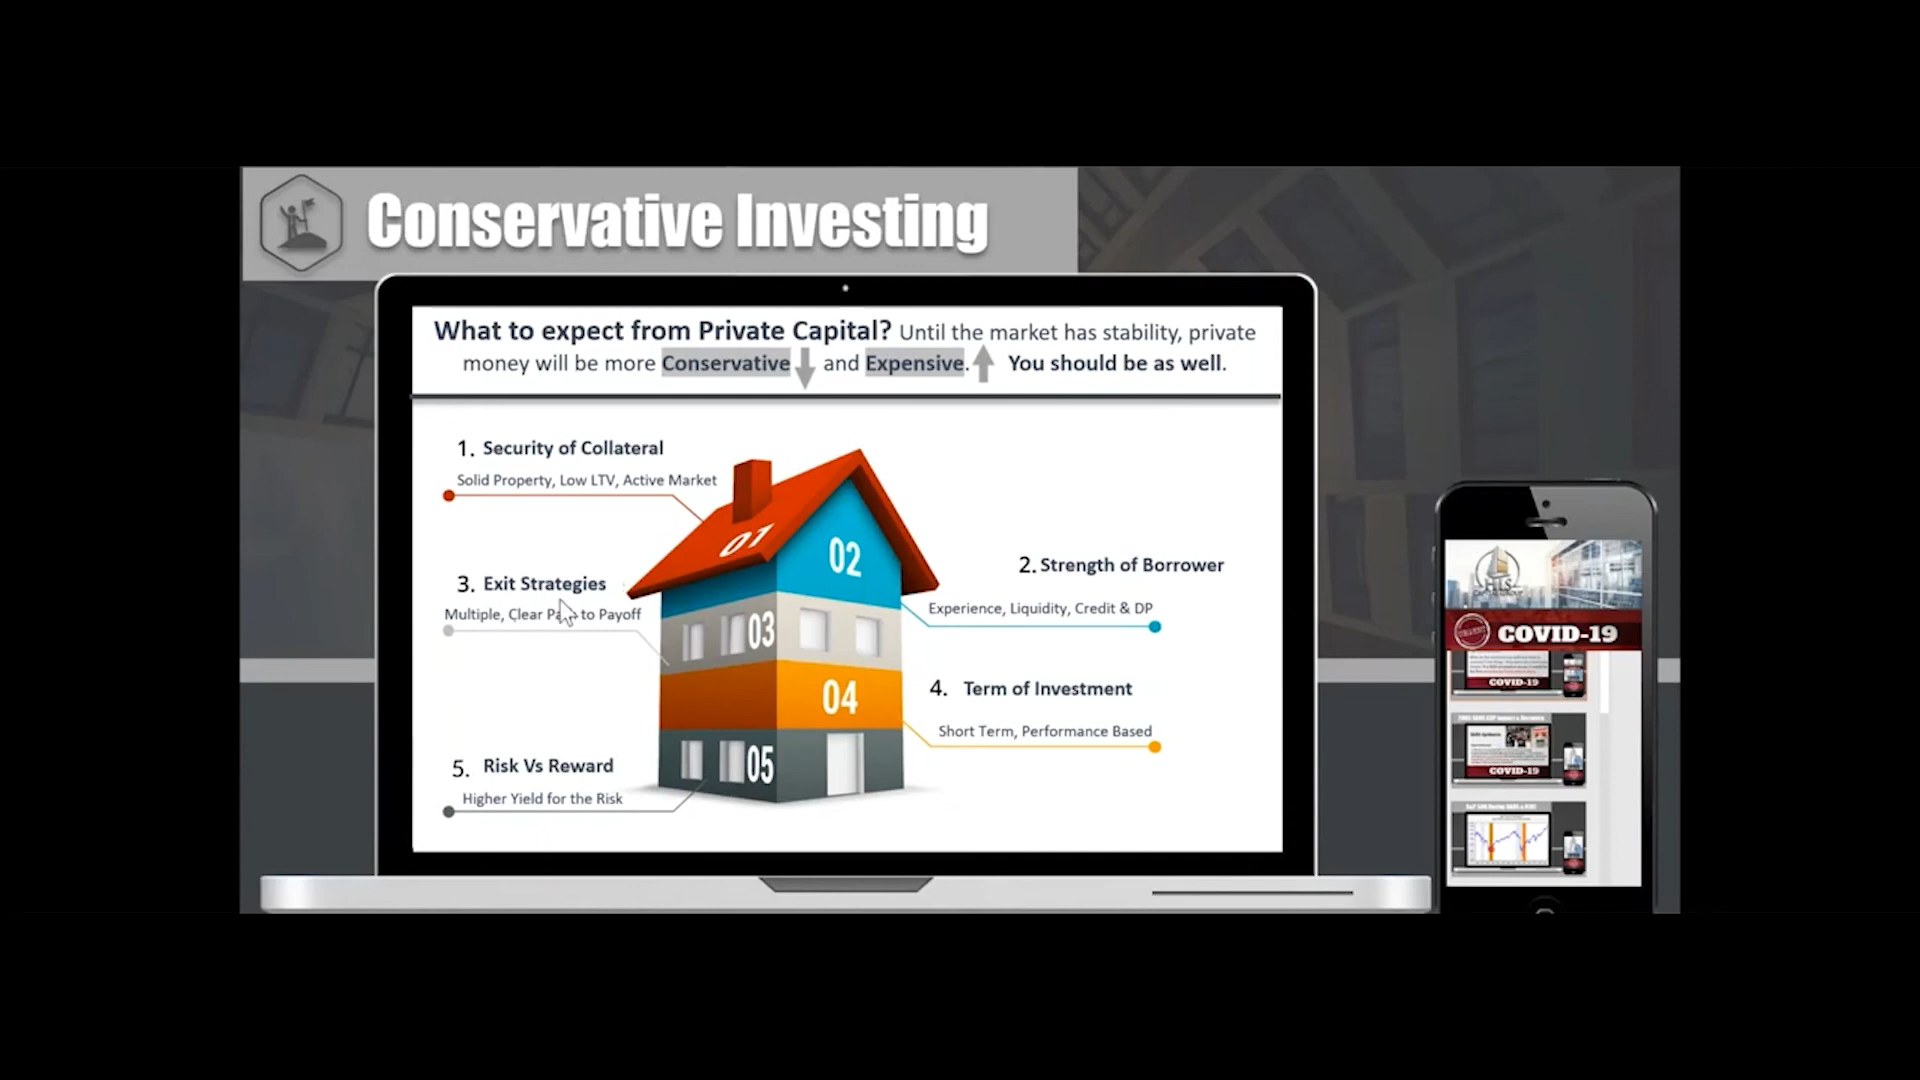 Conservative Investing
What to expect from Private Capital? Until the market has stability, private
money will be more Conservative and Expensive. You should be as well.
1. Security of Collateral
Solid Property, Low LTV, Active Market
01
02
2. Strength of Borrower
Experience, Liquidity, Credit & DP
3. Exit Strategies
Multiple, Clear to Payoff
03
04
4. Term of Investment
Short Term, Performance Based
05
5. Risk Vs Reward
Higher Yield for the Risk
HLS
COVID-19
COVID-19
COVID-19